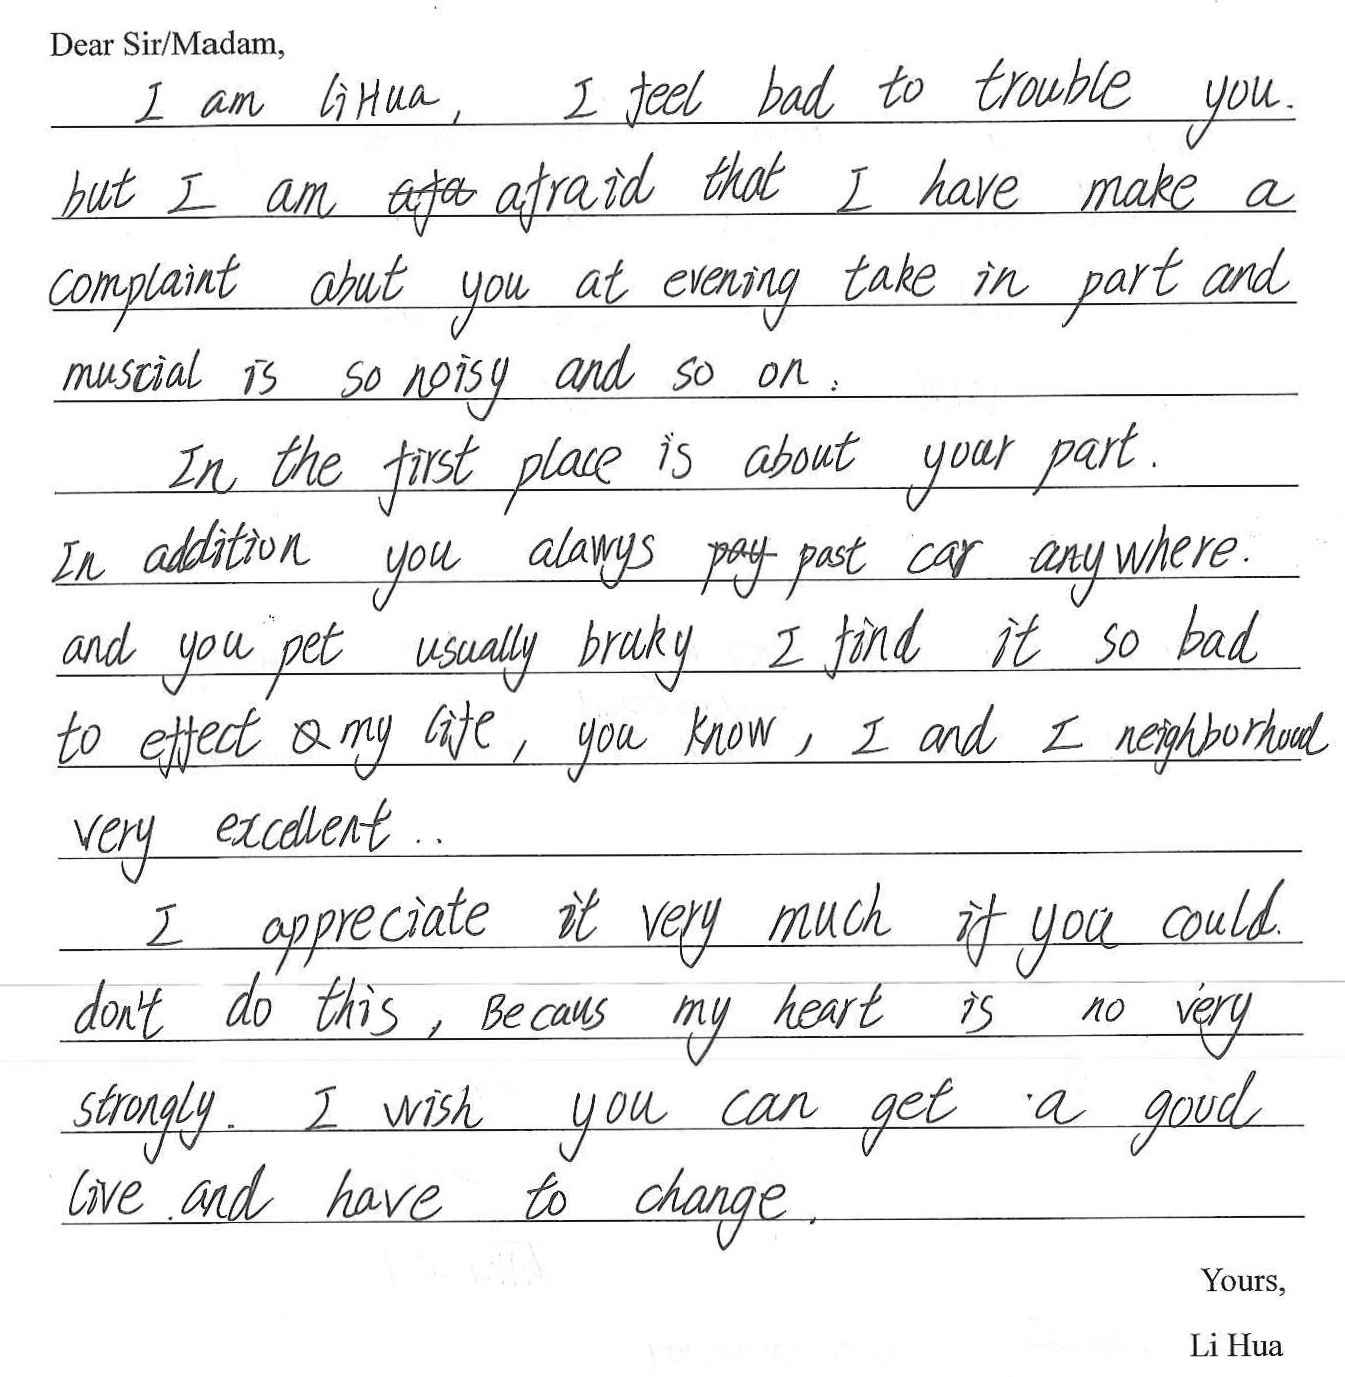 Dear Sir/Madam,
I am liHua, I feel bad to trouble you.
but I am afraid that I have make a
complaint abut you at evening take in part and
muscial is so noisy and so on.
In the first place is about your part.
In addition you alawys past car anywhere.
and you pet usually bruky I find it so bad
to effect my life, you know, I and I neighborhood
very excellent..
I appreciate it very much if you could.
don't do this, Becaus my heart is no very
strongly. I wish you can get a good
live and have to change.
Yours,
Li Hua